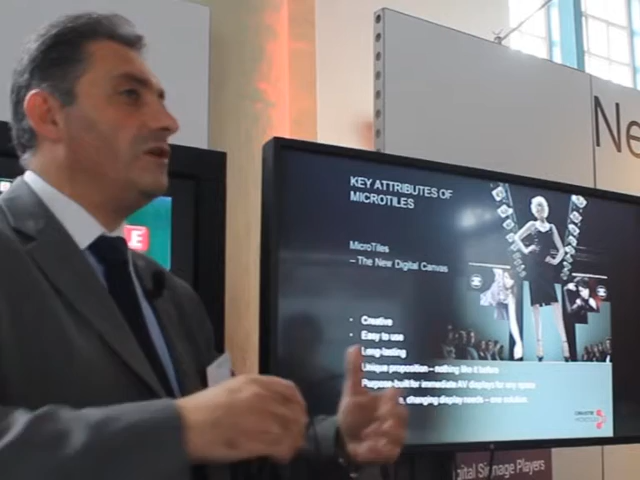 Ne
KEY ATTRIBUTES OF
MICROTILES
MicroTiles
– The New Digital Canvas
- Creative
- Easy to use
- Long-lasting
Unique proposition – nothing like it before
Purpose-built for immediate AV displays for any space
changing display needs – one solution
CHRISTIE
MICROTILES
E
ital Signage Players